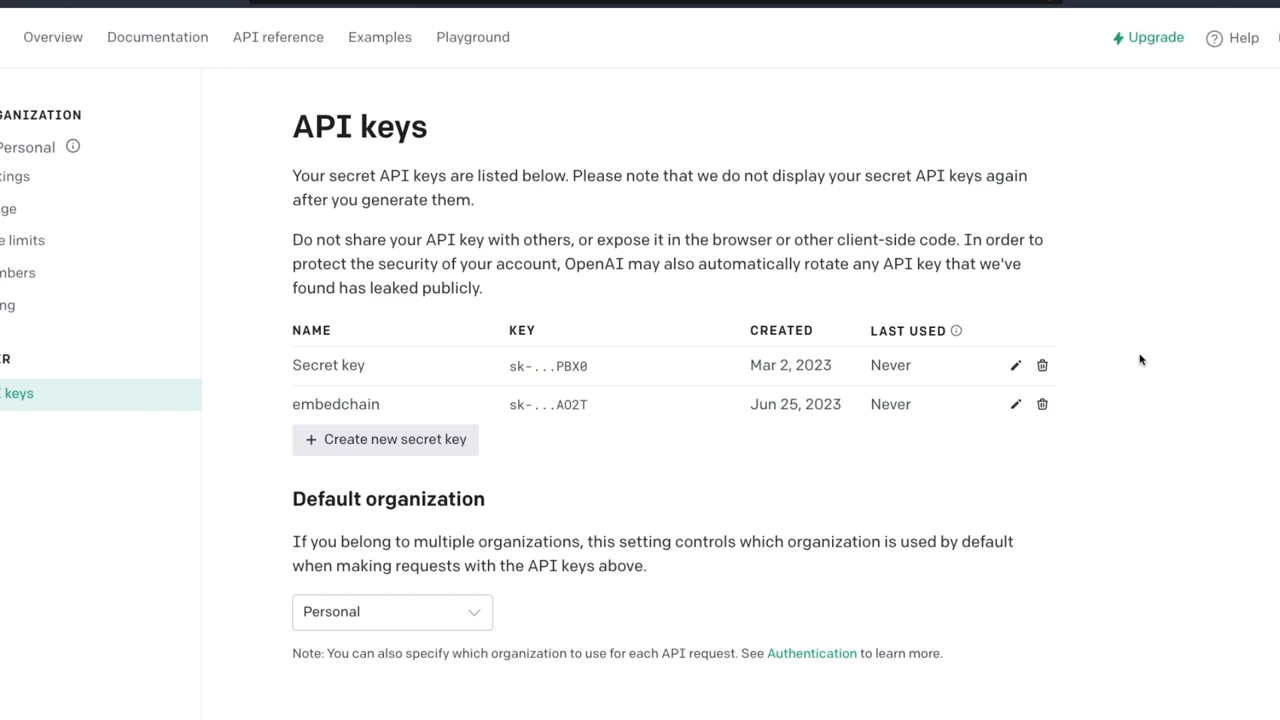 Overview Documentation API reference Examples Playground Upgrade Help
GANIZATION
Personal
tings
ge
e limits
mbers
ng
ER
I keys
API keys
Your secret API keys are listed below. Please note that we do not display your secret API keys again
after you generate them.
Do not share your API key with others, or expose it in the browser or other client-side code. In order to
protect the security of your account, OpenAI may also automatically rotate any API key that we've
found has leaked publicly.
NAME KEY CREATED LAST USED
Secret key sk-...PBX0 Mar 2, 2023 Never
embedchain sk-...AO2T Jun 25, 2023 Never
+ Create new secret key
Default organization
If you belong to multiple organizations, this setting controls which organization is used by default
when making requests with the API keys above.
Personal
Note: You can also specify which organization to use for each API request. See Authentication to learn more.